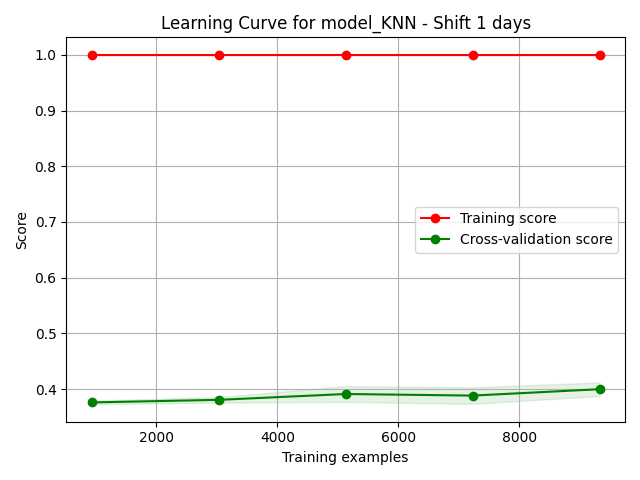 Learning Curve for model_KNN - Shift 1 days
1.0
0.9
0.8
0.7
0.6
0.5
0.4
Score
Training score
Cross-validation score
2000 4000 6000 8000
Training examples